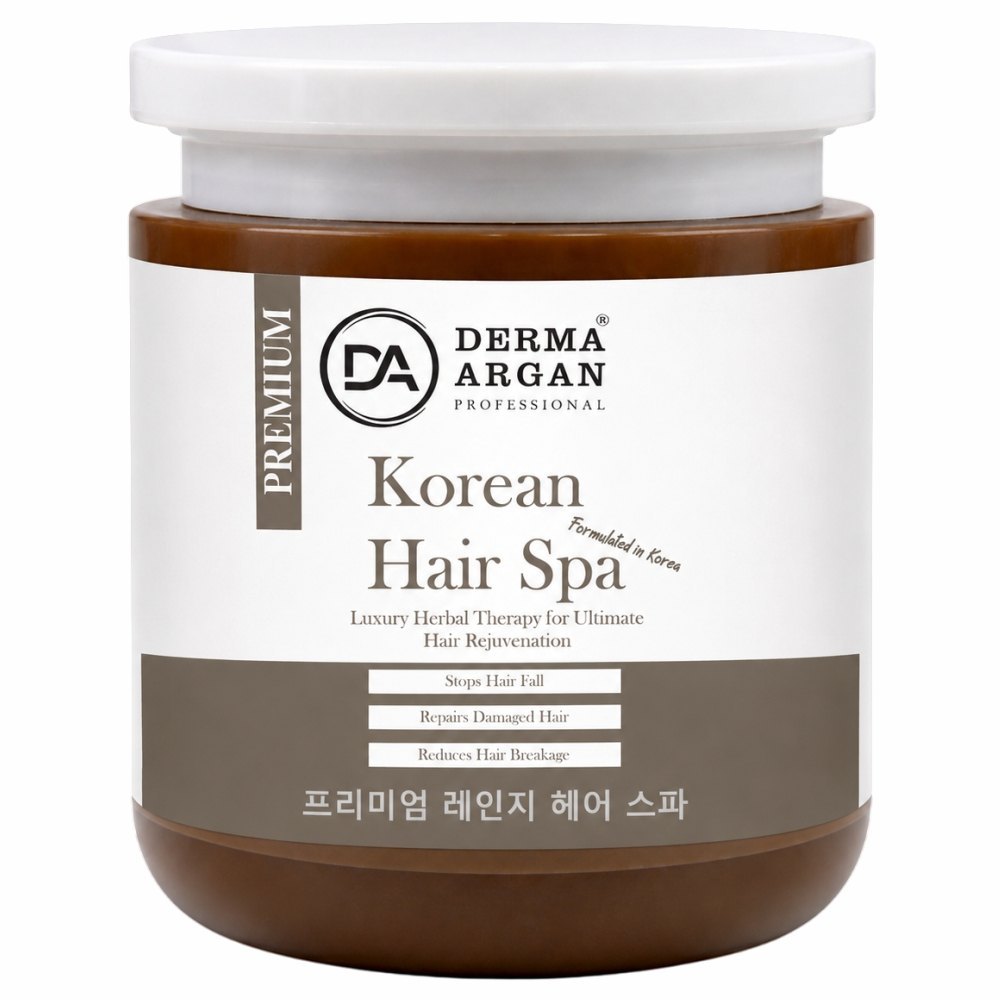 PREMIUM
DA
DERMA
ARGAN
®
PROFESSIONAL
Korean
Hair Spa
Formulated in Korea
Luxury Herbal Therapy for Ultimate
Hair Rejuvenation
Stops Hair Fall
Repairs Damaged Hair
Reduces Hair Breakage
프리미엄 레인지 헤어 스파